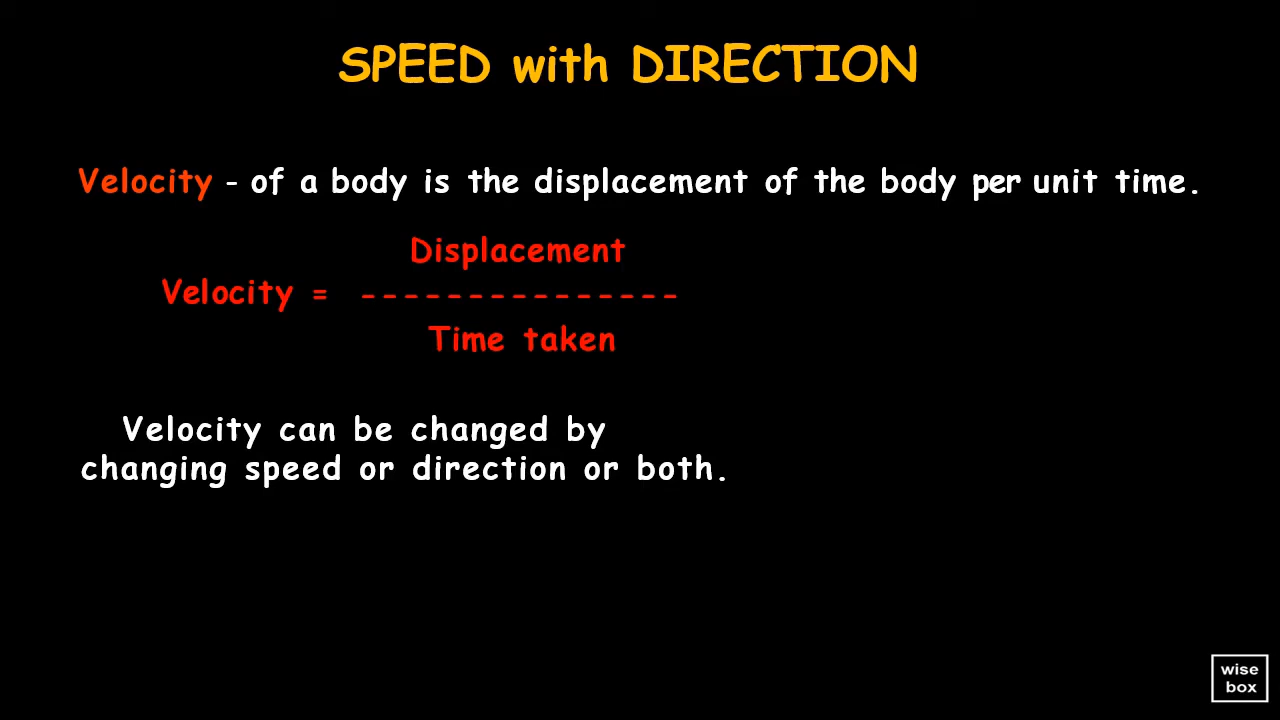 SPEED with DIRECTION
Velocity - of a body is the displacement of the body per unit time.
Displacement
Velocity = ---------------
Time taken
Velocity can be changed by
changing speed or direction or both.
wise
box